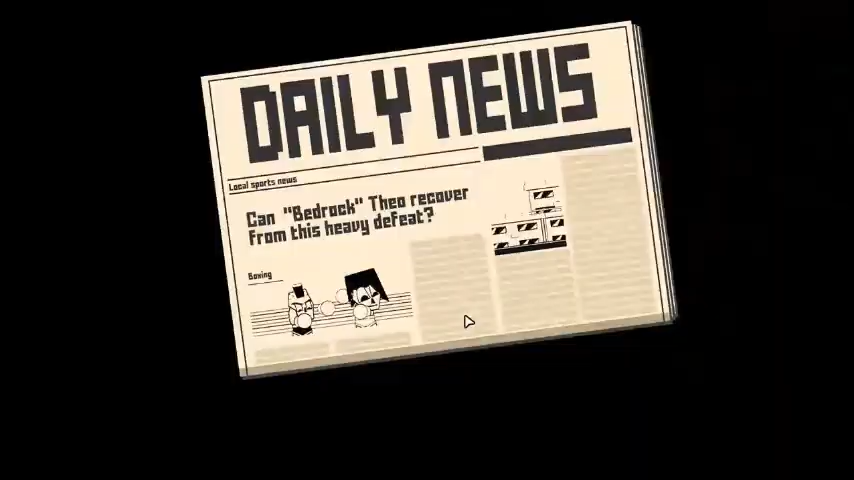 DAILY NEWS
Local sports news
Can "Bedrock" Theo recover
from this heavy defeat?
Boxing